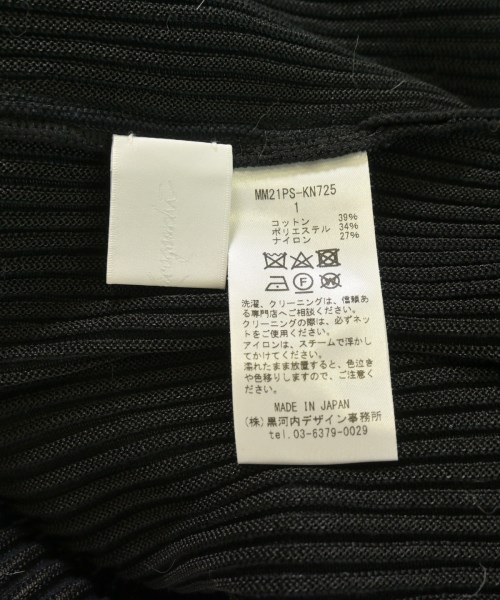 MM21PS-KN725
1
コットン 39%
ポリエステル 34%
ナイロン 27%
洗濯、クリーニングは、信頼あ
る専門店へご相談ください。
クリーニングの際は、必ずネッ
トをご使用ください。
アイロンは、スチームで浮かし
てかけてください。
濡れたまま放置すると、色泣き
や色移りしますので、ご注意くだ
さい。
MADE IN JAPAN
(株)黒河内デザイン事務所
tel.03-6379-0029